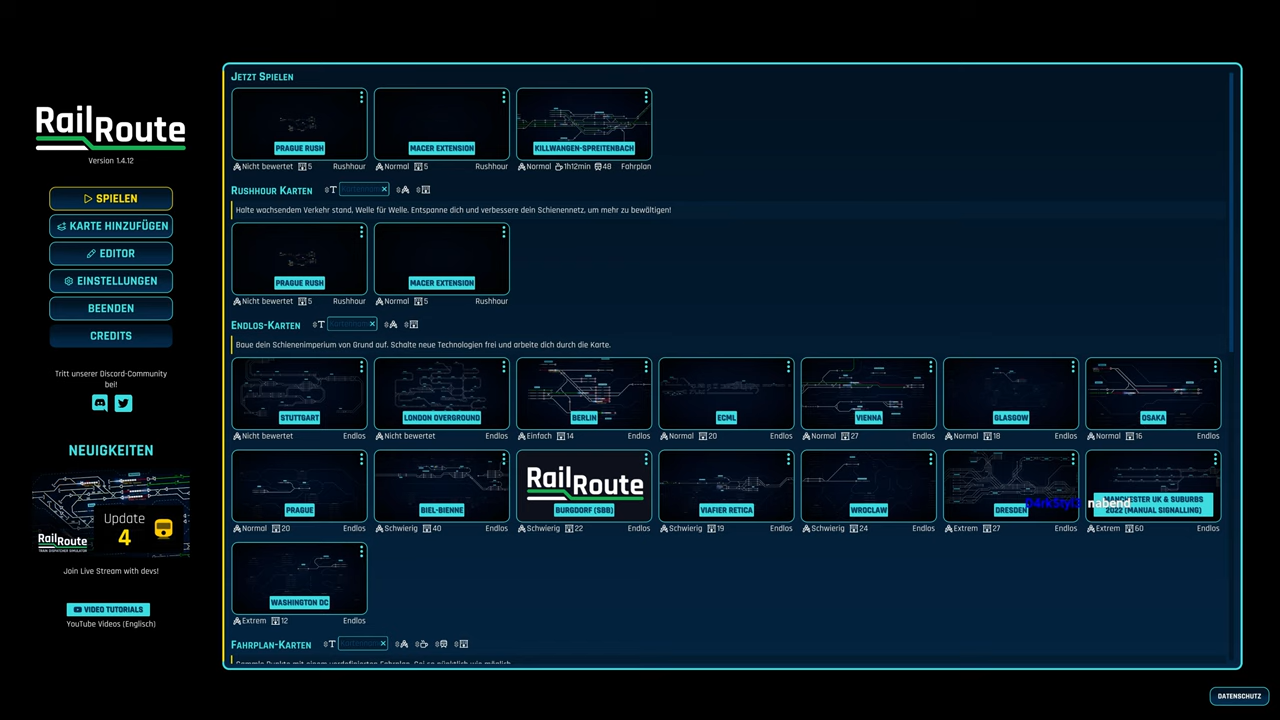 RailRoute
Version 1.4.12
SPIELEN
KARTE HINZUFÜGEN
EDITOR
EINSTELLUNGEN
BEENDEN
CREDITS
Tritt unserer Discord-Community
bei!
NEUIGKEITEN
Update
4
RailRoute
TRAIN DISPATCHER SIMULATOR
Join Live Stream with devs!
VIDEO TUTORIALS
YouTube Videos (Englisch)
JETZT SPIELEN
PRAGUE RUSH
MACER EXTENSION
KILLWANGEN-SPREITENBACH
Nicht bewertet 5 Rushhour
Normal 5 Rushhour
Normal 1h12min 48 Fahrplan
RUSHHOUR KARTEN
Halte wachsendem Verkehr stand, Welle für Welle. Entspanne dich und verbessere dein Schienennetz, um mehr zu bewältigen!
PRAGUE RUSH
MACER EXTENSION
Nicht bewertet 5 Rushhour
Normal 5 Rushhour
ENDLOS-KARTEN
Baue dein Schienenimperium von Grund auf. Schalte neue Technologien frei und arbeite dich durch die Karte.
STUTTGART
LONDON OVERGROUND
BERLIN
ECML
VIENNA
GLASGOW
OSAKA
Nicht bewertet Endlos
Nicht bewertet Endlos
Einfach 14 Endlos
Normal 20 Endlos
Normal 27 Endlos
Normal 18 Endlos
Normal 16 Endlos
PRAGUE
BIEL-BIENNE
RailRoute
BURGDORF (SBB)
VIAFIER RETICA
WROCLAW
DRESDEN
MANCHESTER UK & SUBURBS
2022 (MANUAL SIGNALLING)
nabend
Normal 20 Endlos
Schwierig 40 Endlos
Schwierig 22 Endlos
Schwierig 19 Endlos
Schwierig 24 Endlos
Extrem 27 Endlos
Extrem 60 Endlos
WASHINGTON DC
Extrem 12 Endlos
FAHRPLAN-KARTEN
DATENSCHUTZ